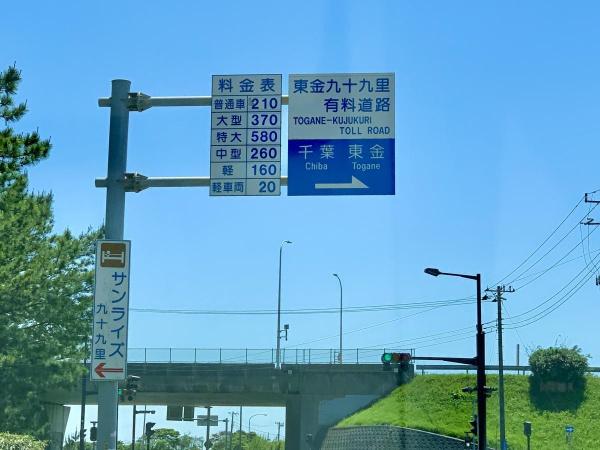 料金表
普通車 210
大型 370
特大 580
中型 260
軽 160
軽車両 20
東金九十九里
有料道路
TOGANE-KUJUKURI
TOLL ROAD
千葉 東金
Chiba Togane
サンライズ
九十九里